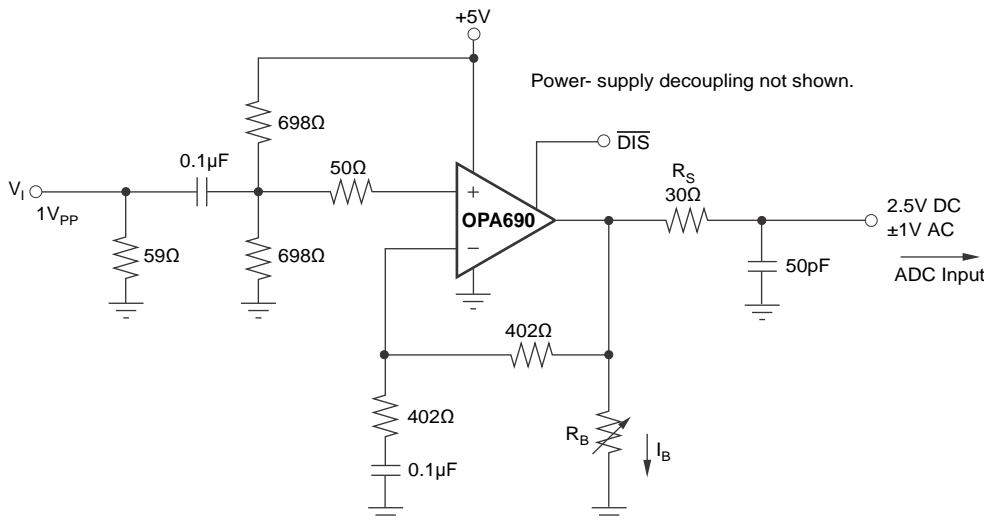 +5V
Power- supply decoupling not shown.
698Ω
DIS
0.1µF
50Ω
R_S
30Ω
V_I
1V_PP
+
OPA690
−
2.5V DC
±1V AC
ADC Input
59Ω
698Ω
50pF
402Ω
402Ω
0.1µF
R_B
I_B